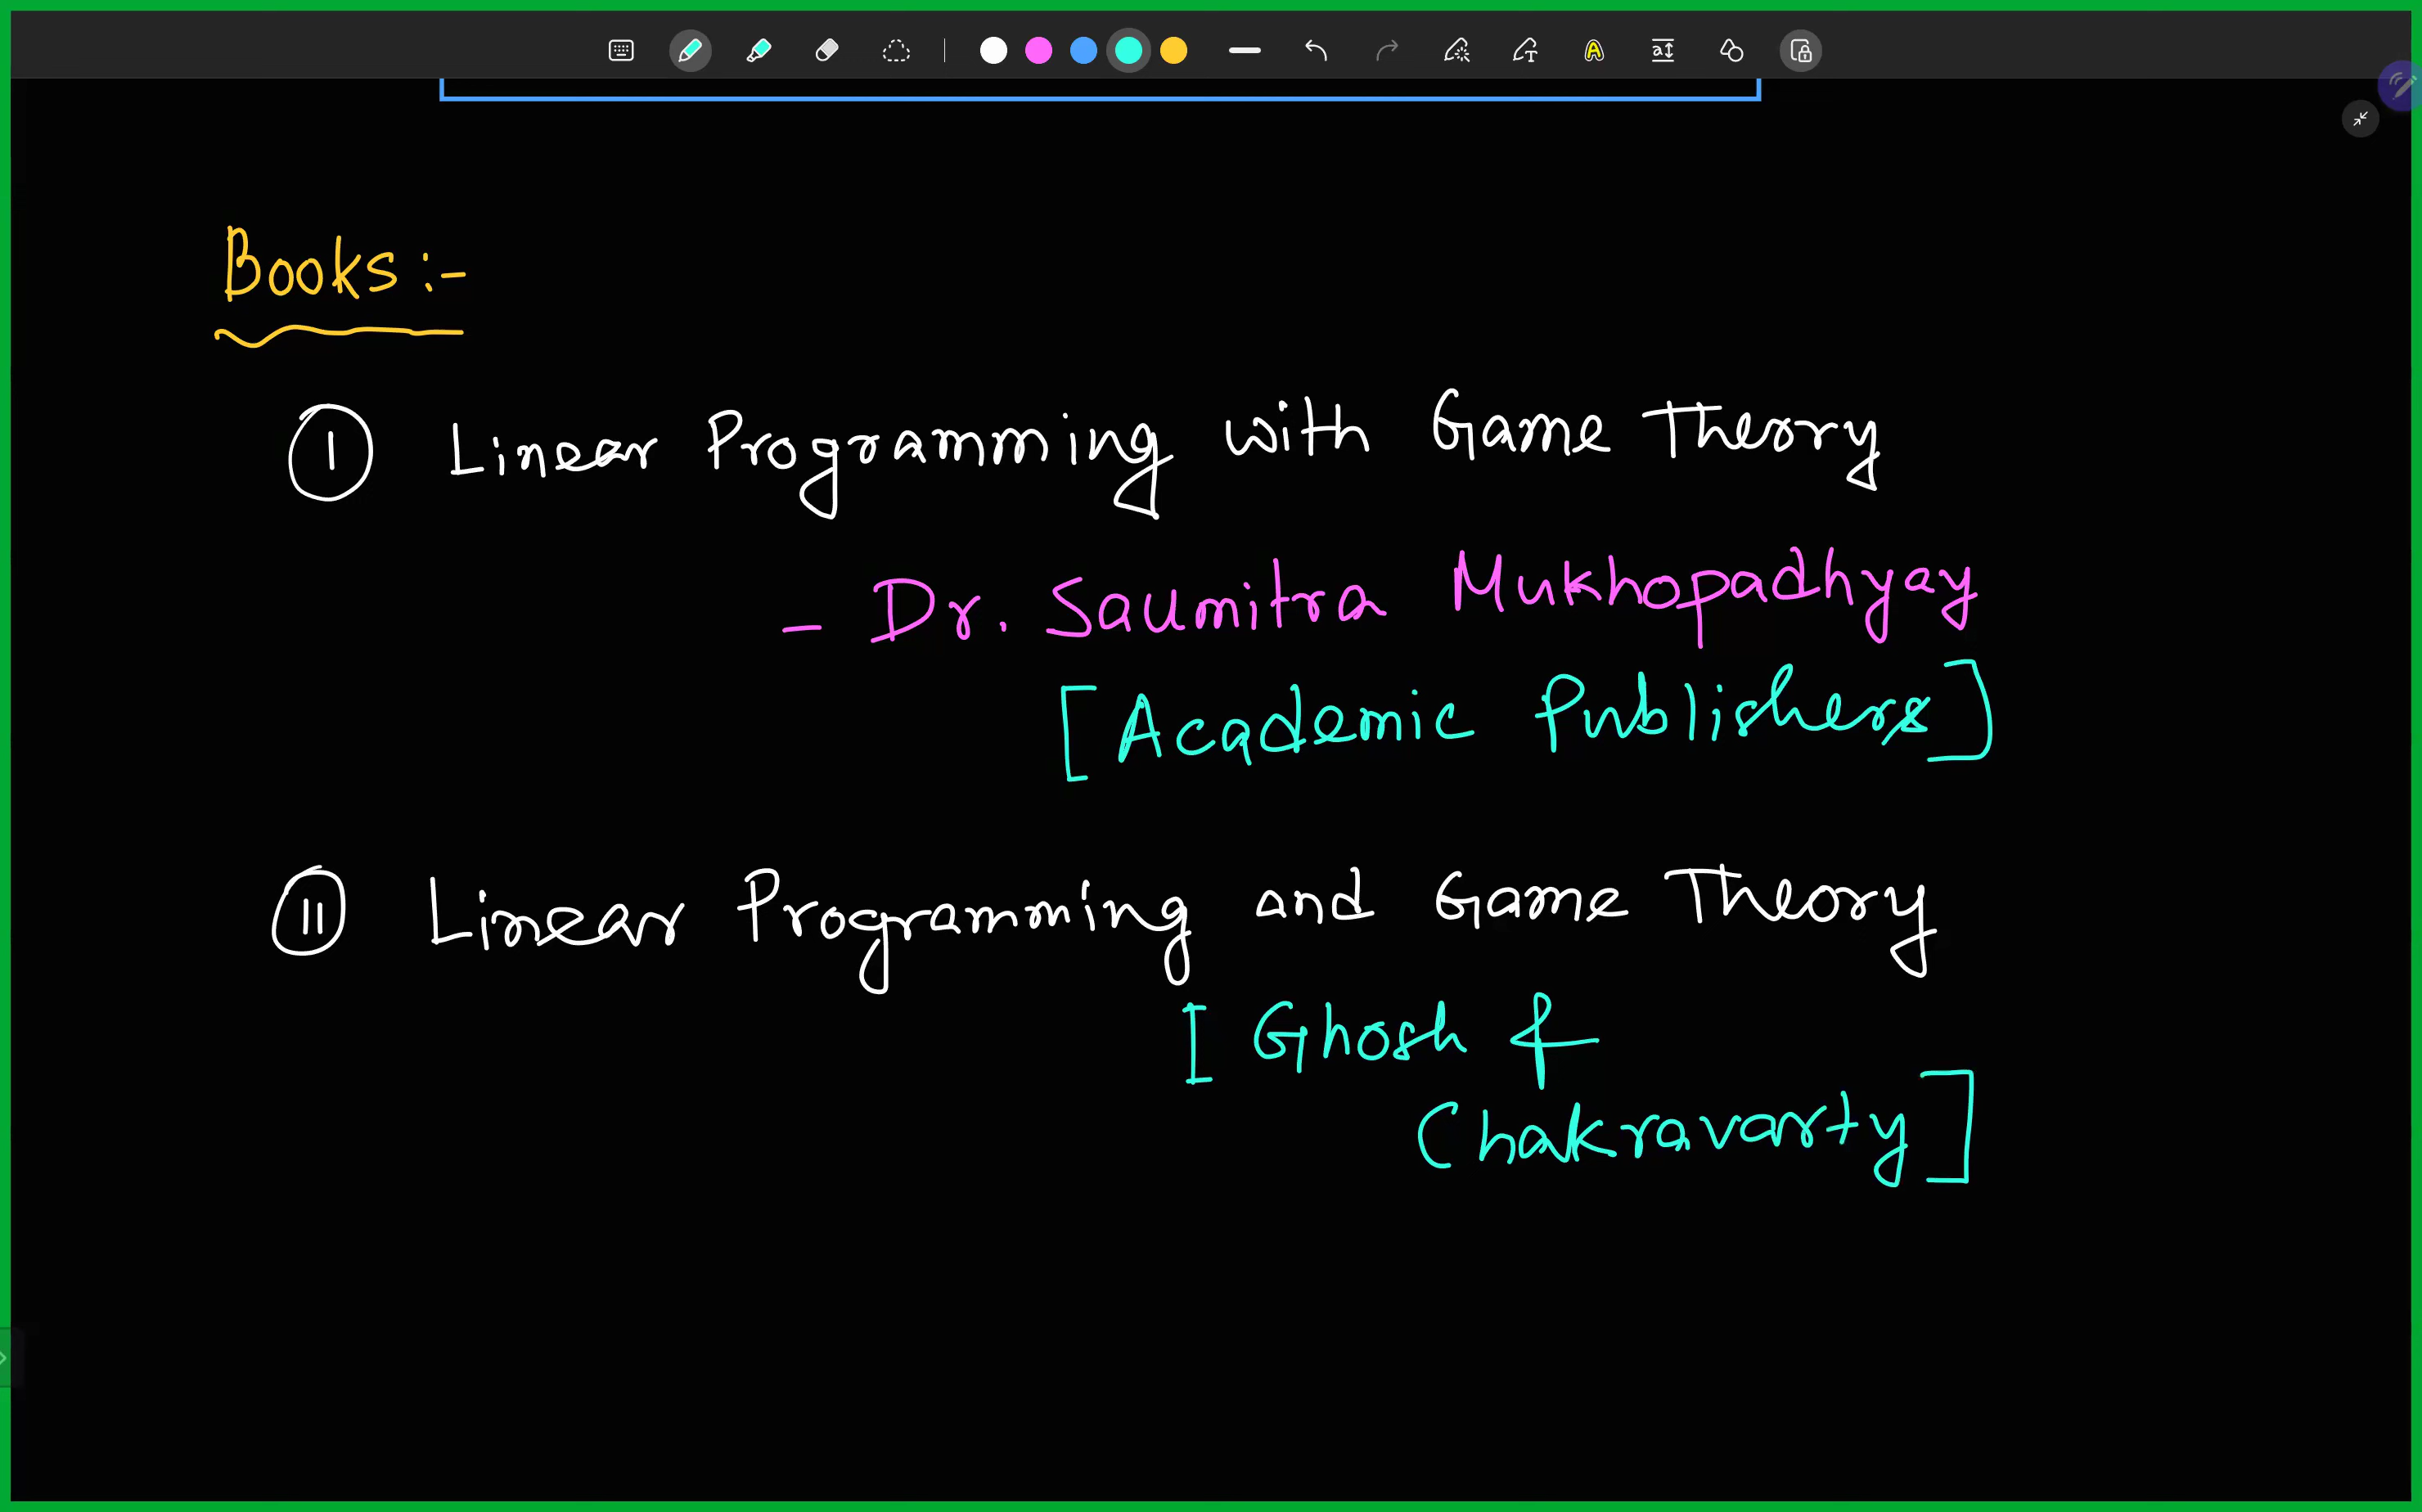 Books :-
① Linear Programming with Game Theory
- Dr. Saumitra Mukhopadhyay
[Academic Publishers]
⑪ Linear Programming and Game Theory
[Ghosh &
Chakravarty]